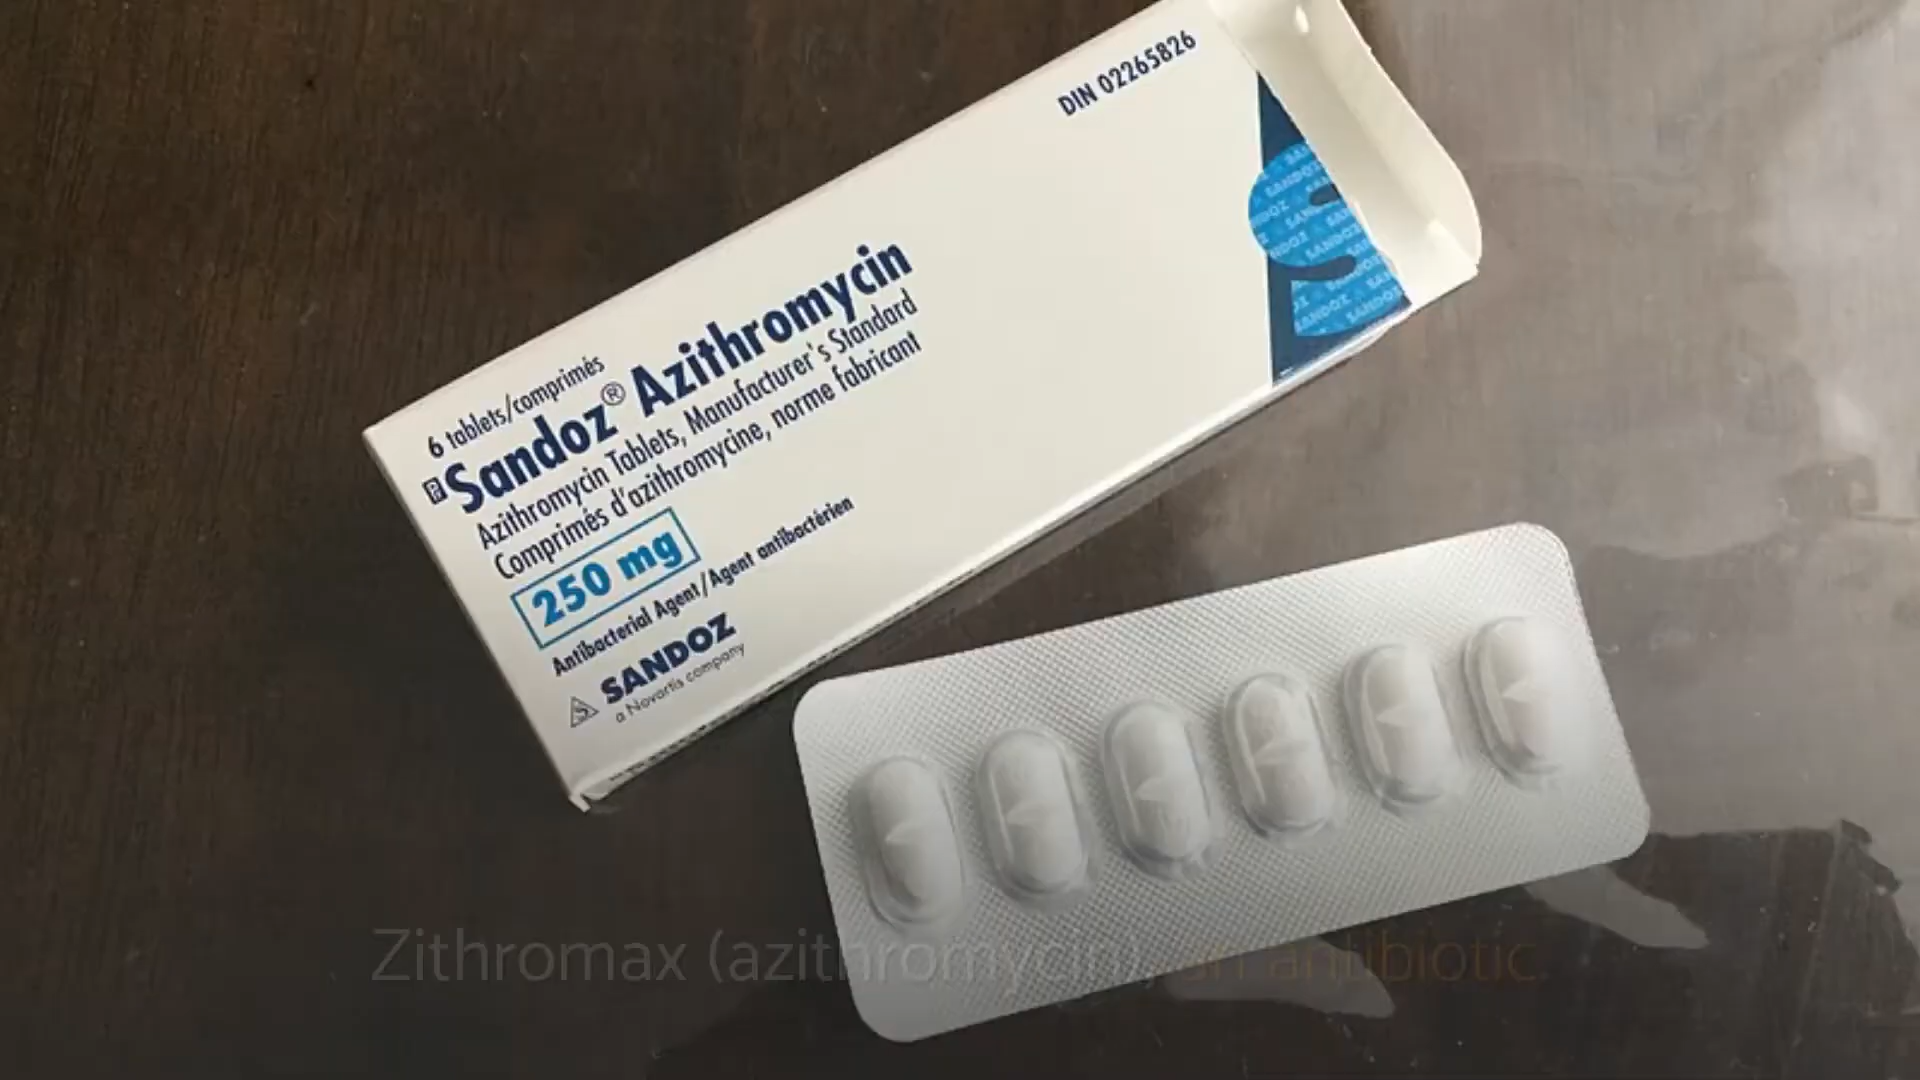 DIN 02265826
6 tablets/comprimés
Pr Sandoz® Azithromycin
Azithromycin Tablets, Manufacturer's Standard
Comprimés d'azithromycine, norme fabricant
250 mg
Antibacterial Agent/Agent antibactérien
S SANDOZ
a Novartis company
Zithromax (azithromycin), an antibiotic.